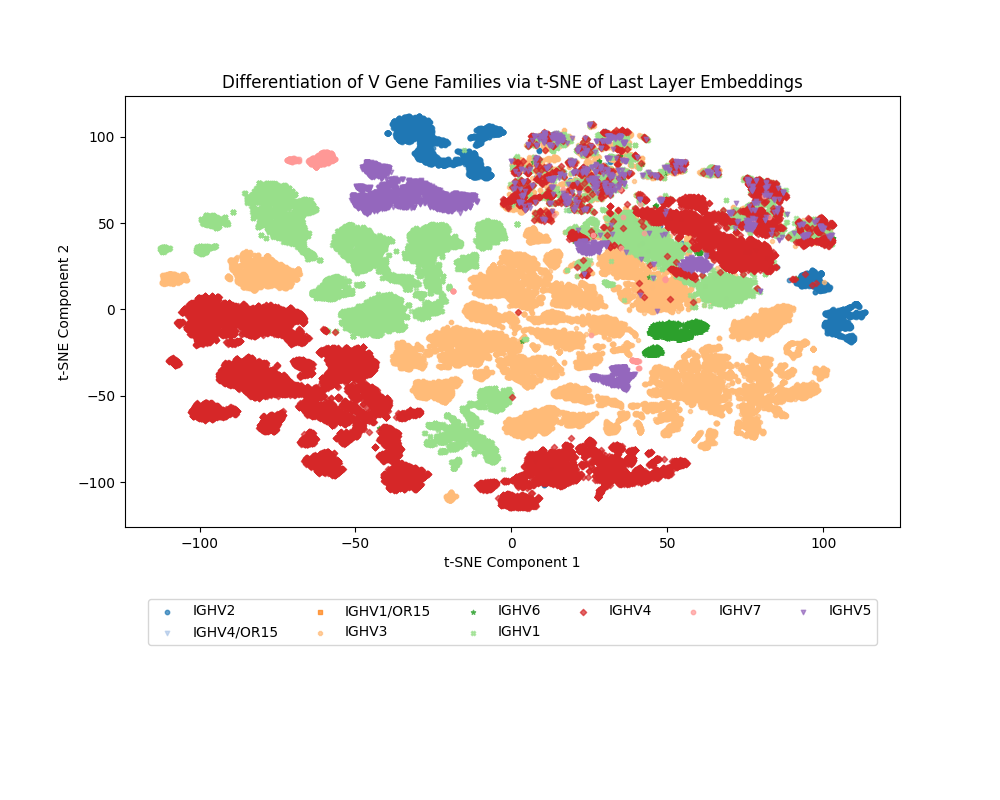 Differentiation of V Gene Families via t-SNE of Last Layer Embeddings
t-SNE Component 2
100
50
0
−50
−100
−100
−50
0
50
100
t-SNE Component 1
IGHV2
IGHV1/OR15
IGHV6
IGHV4
IGHV7
IGHV5
IGHV4/OR15
IGHV3
IGHV1